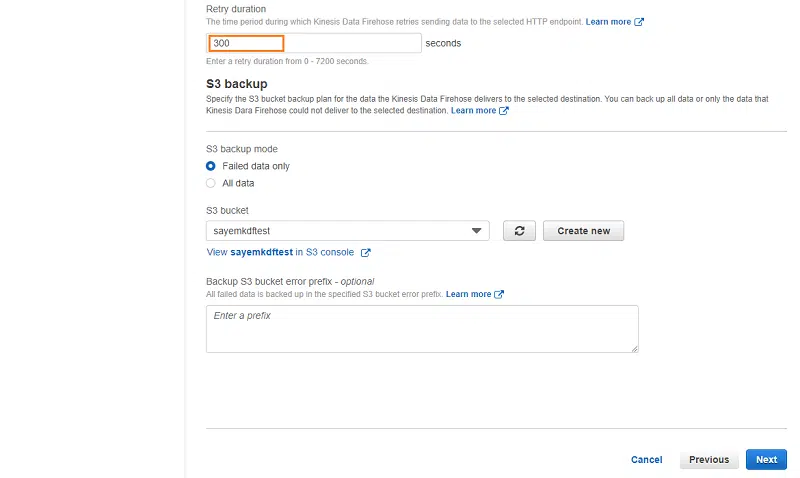 Retry duration
The time period during which Kinesis Data Firehose retries sending data to the selected HTTP endpoint. Learn more
300 seconds
Enter a retry duration from 0 - 7200 seconds.
S3 backup
Specify the S3 bucket backup plan for the data the Kinesis Data Firehose delivers to the selected destination. You can back up all data or only the data that
Kinesis Dara Firehose could not deliver to the selected destination. Learn more
S3 backup mode
Failed data only
All data
S3 bucket
sayemkdftest Create new
View sayemkdftest in S3 console
Backup S3 bucket error prefix - optional
All failed data is backed up in the specified S3 bucket error prefix. Learn more
Enter a prefix
Cancel Previous Next